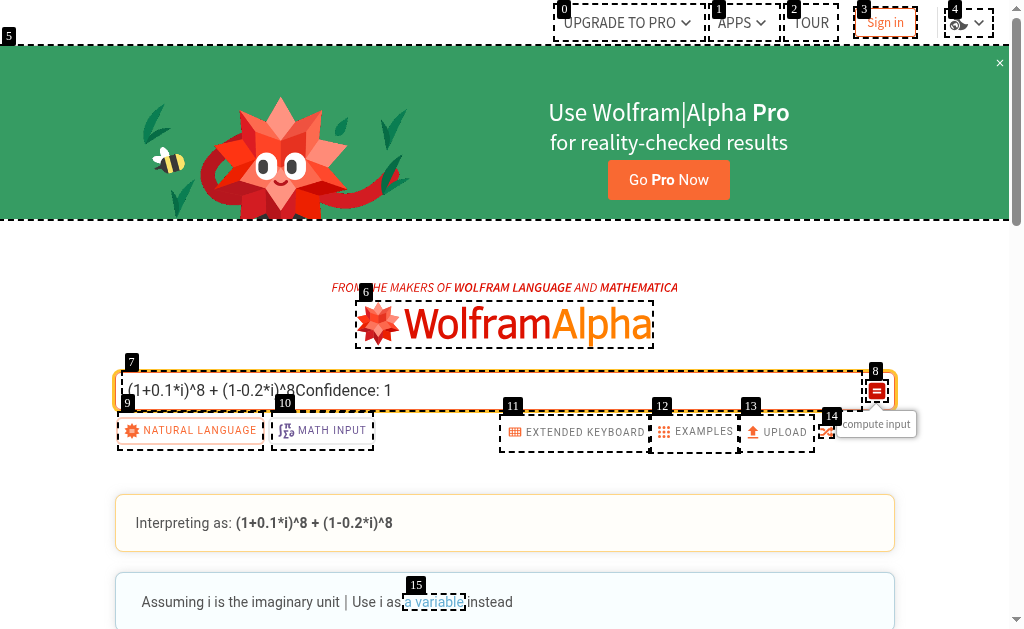 0 UPGRADE TO PRO 1 APPS 2 TOUR 3 Sign in 4
5
×
Use Wolfram|Alpha Pro
for reality-checked results
Go Pro Now
FROM THE MAKERS OF WOLFRAM LANGUAGE AND MATHEMATICA
6
WolframAlpha
7 8
(1+0.1*i)^8 + (1-0.2*i)^8Confidence: 1 =
9 10 11 12 13 14
compute input
NATURAL LANGUAGE MATH INPUT EXTENDED KEYBOARD EXAMPLES UPLOAD
Interpreting as: (1+0.1*i)^8 + (1-0.2*i)^8
15
Assuming i is the imaginary unit | Use i as a variable instead